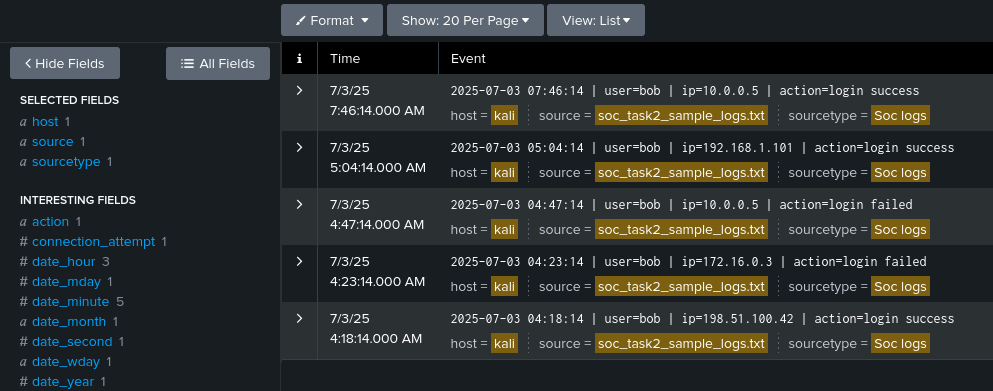 Format
Show: 20 Per Page
View: List
Hide Fields
All Fields
SELECTED FIELDS
a host 1
a source 1
a sourcetype 1
INTERESTING FIELDS
a action 1
# connection_attempt 1
# date_hour 3
# date_mday 1
# date_minute 5
a date_month 1
# date_second 1
a date_wday 1
# date_year 1
i Time Event
7/3/25
7:46:14.000 AM
2025-07-03 07:46:14 | user=bob | ip=10.0.0.5 | action=login success
host = kali source = soc_task2_sample_logs.txt sourcetype = Soc logs
7/3/25
5:04:14.000 AM
2025-07-03 05:04:14 | user=bob | ip=192.168.1.101 | action=login success
host = kali source = soc_task2_sample_logs.txt sourcetype = Soc logs
7/3/25
4:47:14.000 AM
2025-07-03 04:47:14 | user=bob | ip=10.0.0.5 | action=login failed
host = kali source = soc_task2_sample_logs.txt sourcetype = Soc logs
7/3/25
4:23:14.000 AM
2025-07-03 04:23:14 | user=bob | ip=172.16.0.3 | action=login failed
host = kali source = soc_task2_sample_logs.txt sourcetype = Soc logs
7/3/25
4:18:14.000 AM
2025-07-03 04:18:14 | user=bob | ip=198.51.100.42 | action=login success
host = kali source = soc_task2_sample_logs.txt sourcetype = Soc logs